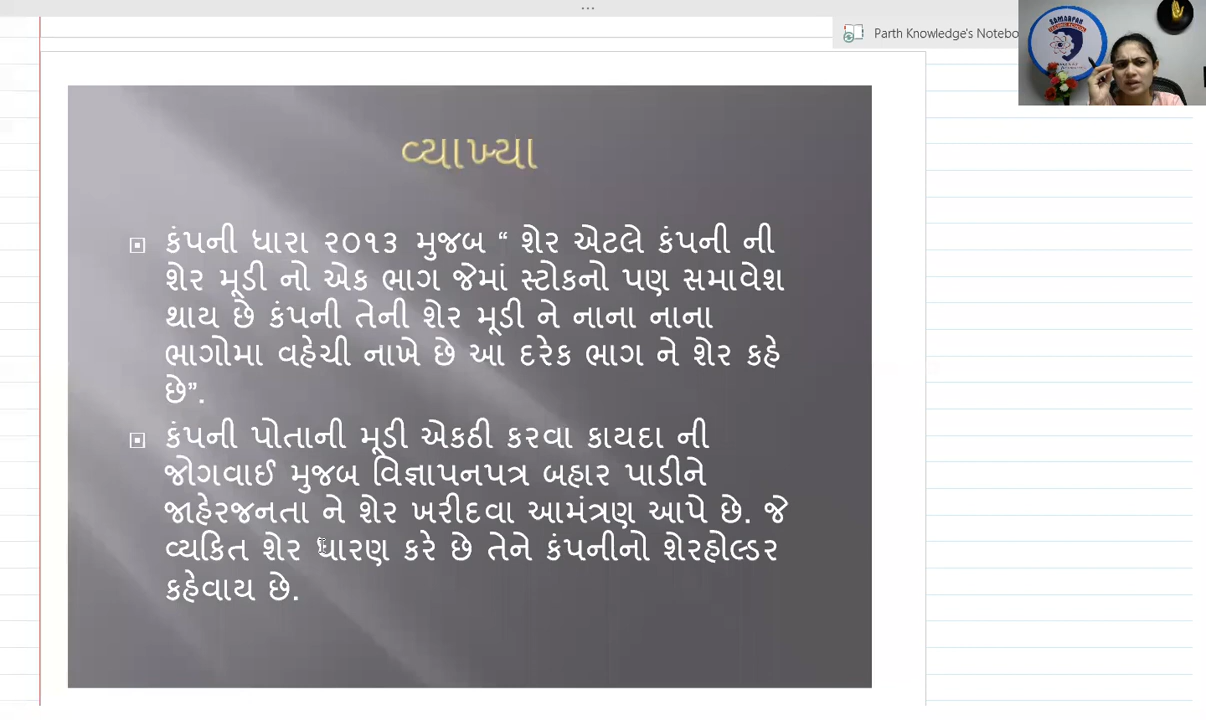 Parth Knowledge's Notebo
વ્યાખ્યા
કંપની ધારા ૨૦૧૩ મુજબ “ શેર એટલે કંપની ની
શેર મૂડી નો એક ભાગ જેમાં સ્ટોકનો પણ સમાવેશ
થાય છે કંપની તેની શેર મૂડી ને નાના નાના
ભાગોમા વહેચી નાખે છે આ દરેક ભાગ ને શેર કહે
છે”.
કંપની પોતાની મૂડી એકઠી કરવા કાયદા ની
જોગવાઈ મુજબ વિજ્ઞાપનપત્ર બહાર પાડીને
જાહેરજનતા ને શેર ખરીદવા આમંત્રણ આપે છે. જે
વ્યકિત શેર ધારણ કરે છે તેને કંપનીનો શેરહોલ્ડર
કહેવાય છે.